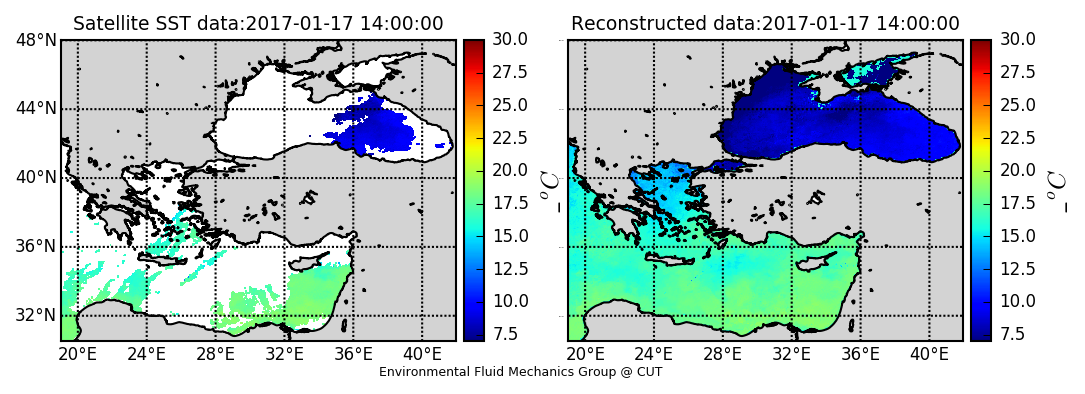 Satellite SST data:2017-01-17 14:00:00
Reconstructed data:2017-01-17 14:00:00
48°N
44°N
40°N
36°N
32°N
20°E 24°E 28°E 32°E 36°E 40°E
30.0
27.5
25.0
22.5
20.0
17.5
15.0
12.5
10.0
7.5
_°C
20°E 24°E 28°E 32°E 36°E 40°E
30.0
27.5
25.0
22.5
20.0
17.5
15.0
12.5
10.0
7.5
_°C
Environmental Fluid Mechanics Group @ CUT